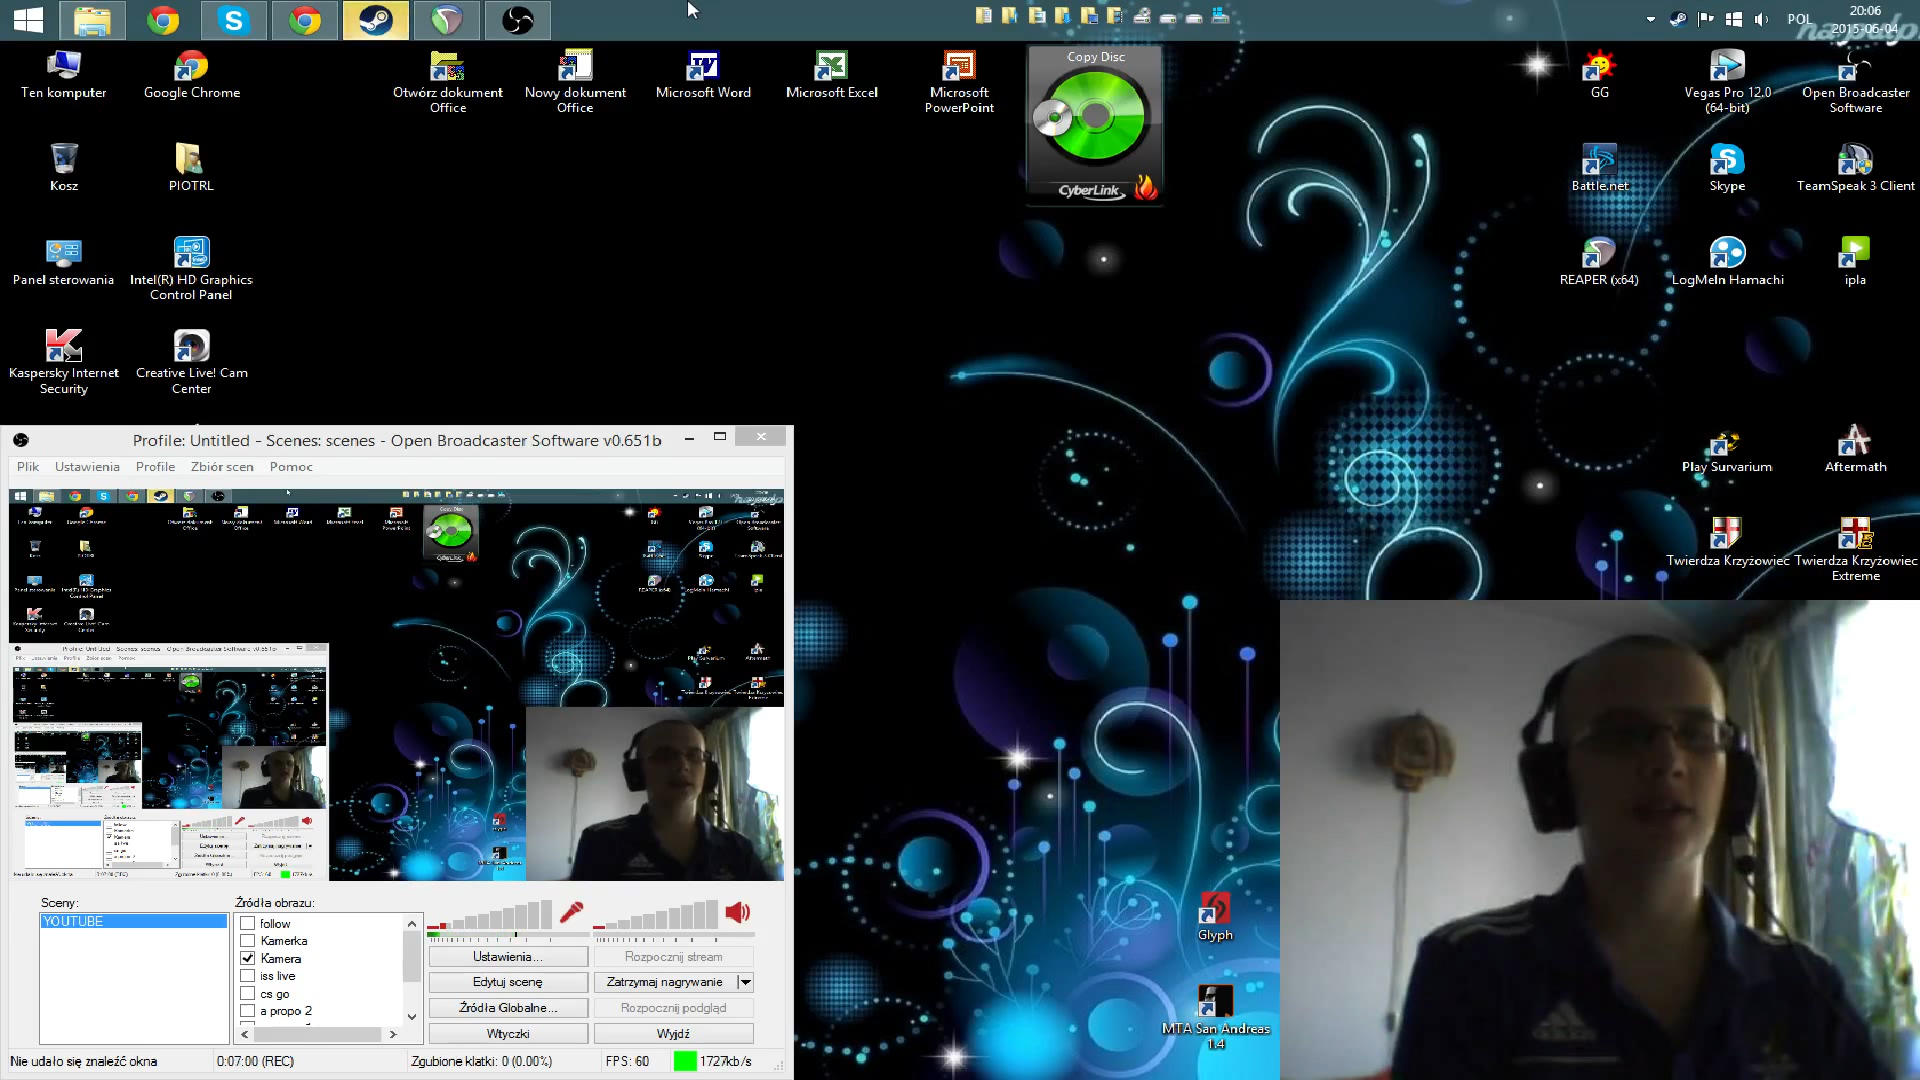 POL
20:06
2015-06-04
Ten komputer
Google Chrome
Otwórz dokument
Office
Nowy dokument
Office
Microsoft Word
Microsoft Excel
Microsoft
PowerPoint
Copy Disc
CyberLink
GG
Vegas Pro 12.0
(64-bit)
Open Broadcaster
Software
Kosz
PIOTRL
Battle.net
Skype
TeamSpeak 3 Client
Panel sterowania
Intel(R) HD Graphics
Control Panel
REAPER (x64)
LogMeIn Hamachi
ipla
Kaspersky Internet
Security
Creative Live! Cam
Center
Play Survarium
Aftermath
Twierdza Krzyżowiec
Twierdza Krzyżowiec
Extreme
Glyph
MTA San Andreas
1.4
Profile: Untitled - Scenes: scenes - Open Broadcaster Software v0.651b
Plik Ustawienia Profile Zbiór scen Pomoc
Sceny:
YOUTUBE
Źródła obrazu:
follow
Kamerka
Kamera
iss live
cs go
a propo 2
Ustawienia...
Rozpocznij stream
Edytuj scenę
Zatrzymaj nagrywanie
Źródła Globalne...
Rozpocznij podgląd
Wtyczki
Wyjdź
Nie udało się znaleźć okna
0:07:00 (REC)
Zgubione klatki: 0 (0.00%)
FPS: 60
1727kb/s